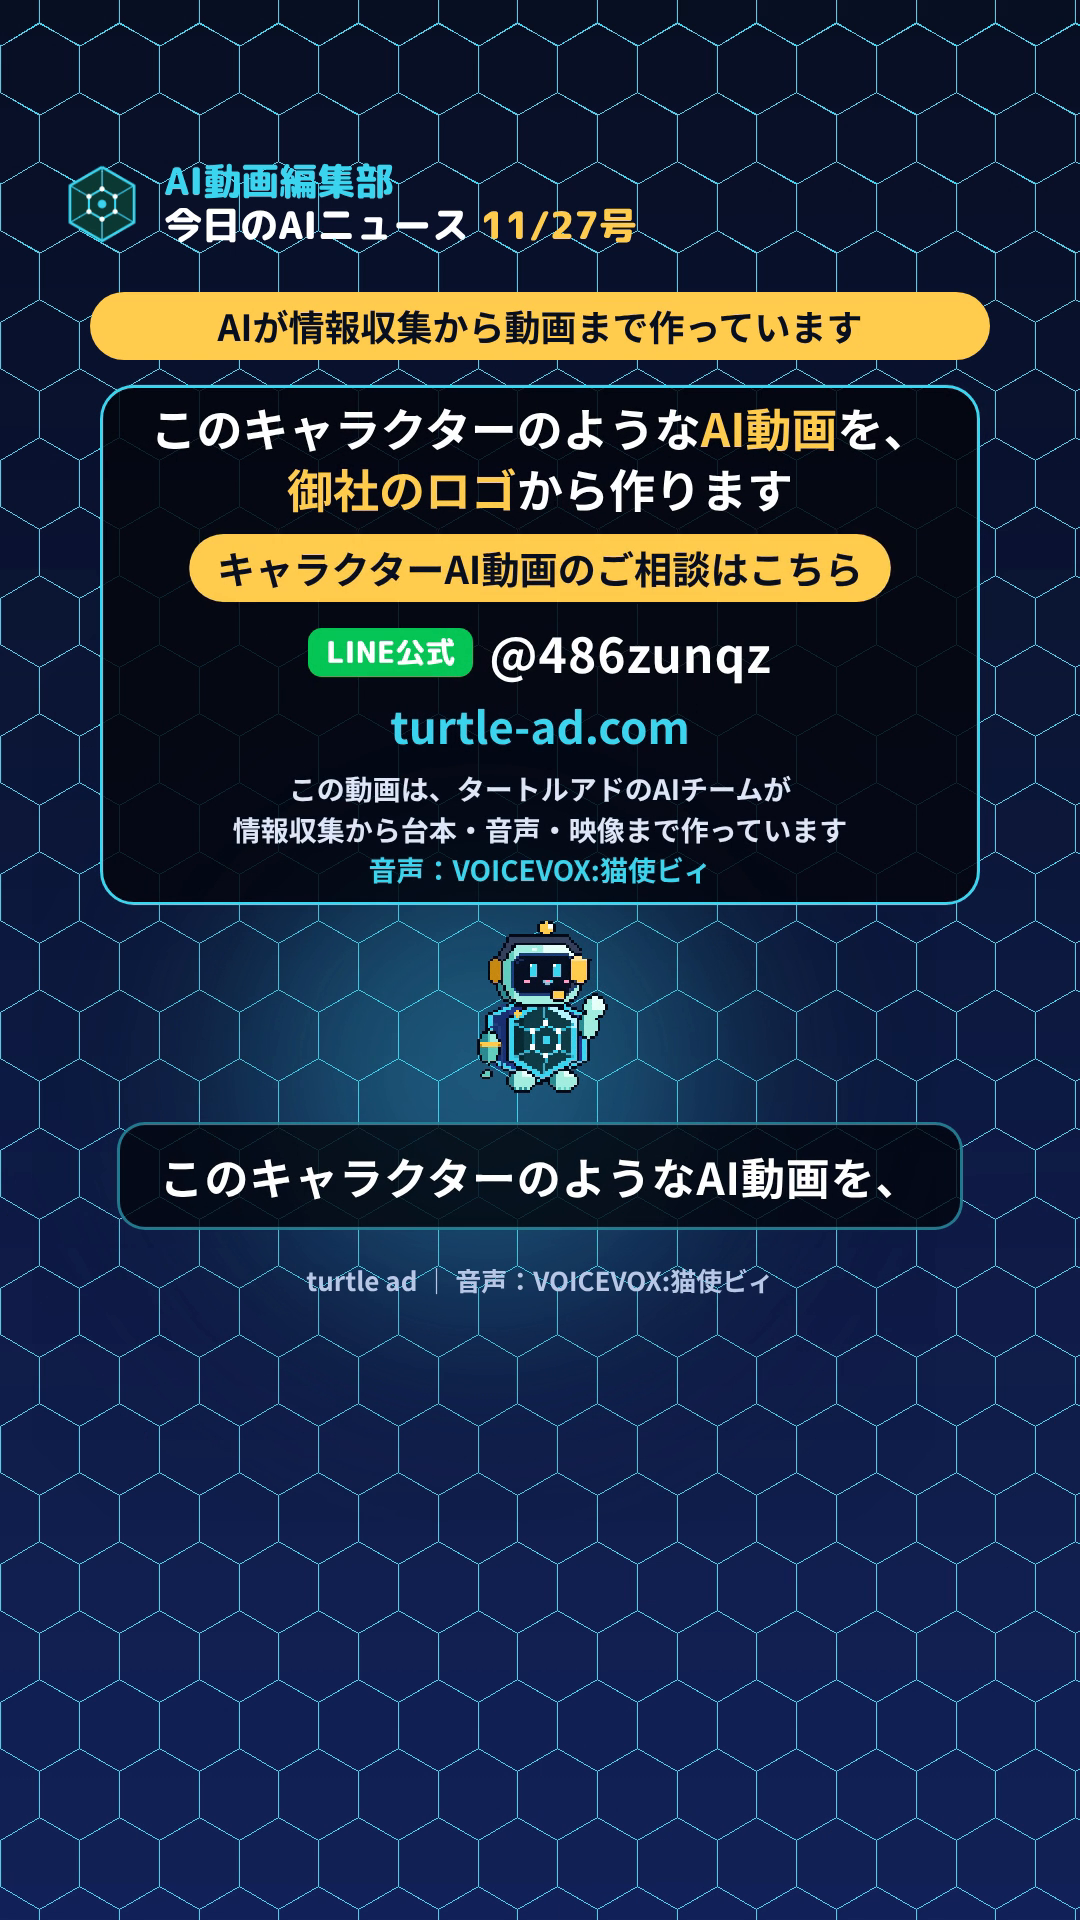 AI動画編集部
今日のAIニュース 11/27号
AIが情報収集から動画まで作っています
このキャラクターのようなAI動画を、
御社のロゴから作ります
キャラクターAI動画のご相談はこちら
LINE公式 @486zunqz
turtle-ad.com
この動画は、タートルアドのAIチームが
情報収集から台本・音声・映像まで作っています
音声：VOICEVOX:猫使ビィ
このキャラクターのようなAI動画を、
turtle ad ｜ 音声：VOICEVOX:猫使ビィ